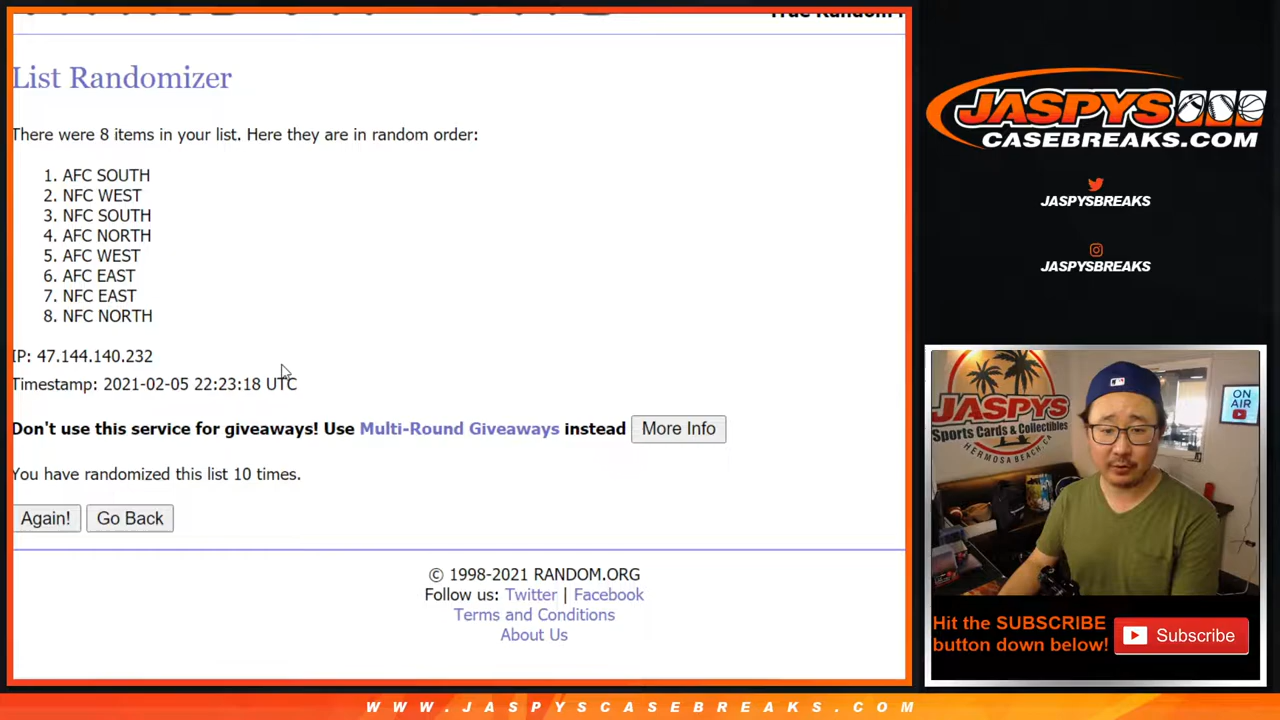 True Random
List Randomizer
There were 8 items in your list. Here they are in random order:
1. AFC SOUTH
2. NFC WEST
3. NFC SOUTH
4. AFC NORTH
5. AFC WEST
6. AFC EAST
7. NFC EAST
8. NFC NORTH
IP: 47.144.140.232
Timestamp: 2021-02-05 22:23:18 UTC
Don't use this service for giveaways! Use Multi-Round Giveaways instead More Info
You have randomized this list 10 times.
Again! Go Back
© 1998-2021 RANDOM.ORG
Follow us: Twitter | Facebook
Terms and Conditions
About Us
JASPYS
CASEBREAKS.COM
JASPYSBREAKS
JASPYSBREAKS
JASPYS
Sports Cards & Collectibles
HERMOSA BEACH, CA
ON
AIR
Hit the SUBSCRIBE
button down below!
Subscribe
WWW.JASPYSCASEBREAKS.COM